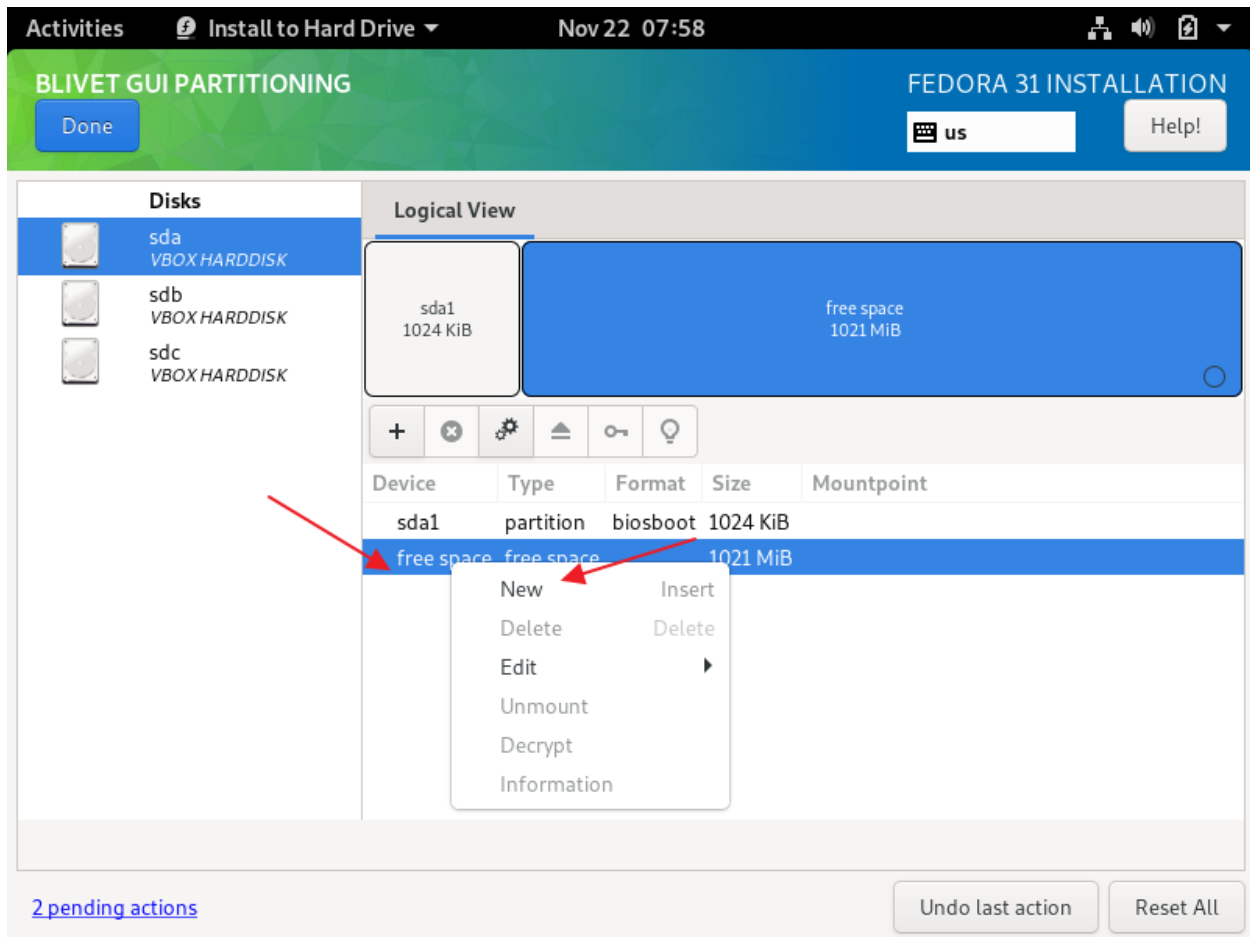 Activities Install to Hard Drive Nov 22 07:58
BLIVET GUI PARTITIONING
FEDORA 31 INSTALLATION
Done
us
Help!
Disks
sda
VBOX HARDDISK
sdb
VBOX HARDDISK
sdc
VBOX HARDDISK
Logical View
sda1
1024 KiB
free space
1021 MiB
Device Type Format Size Mountpoint
sda1 partition biosboot 1024 KiB
free space free space 1021 MiB
New Insert
Delete Delete
Edit
Unmount
Decrypt
Information
2 pending actions
Undo last action
Reset All